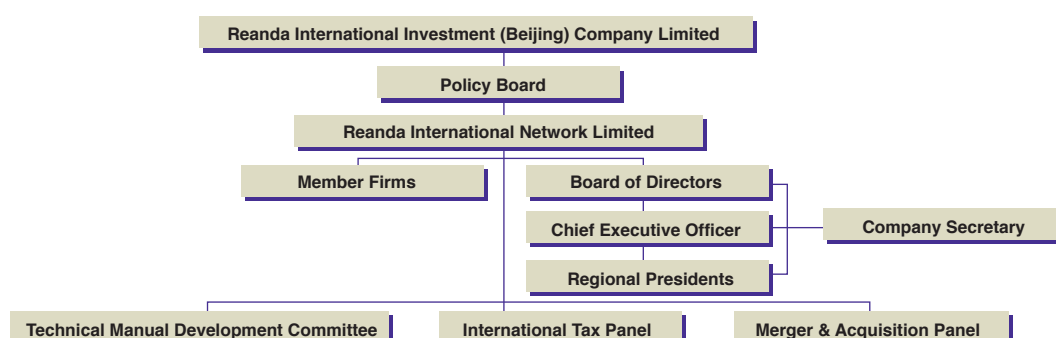 Reanda International Investment (Beijing) Company Limited
Policy Board
Reanda International Network Limited
Member Firms
Board of Directors
Chief Executive Officer
Company Secretary
Regional Presidents
Technical Manual Development Committee
International Tax Panel
Merger & Acquisition Panel